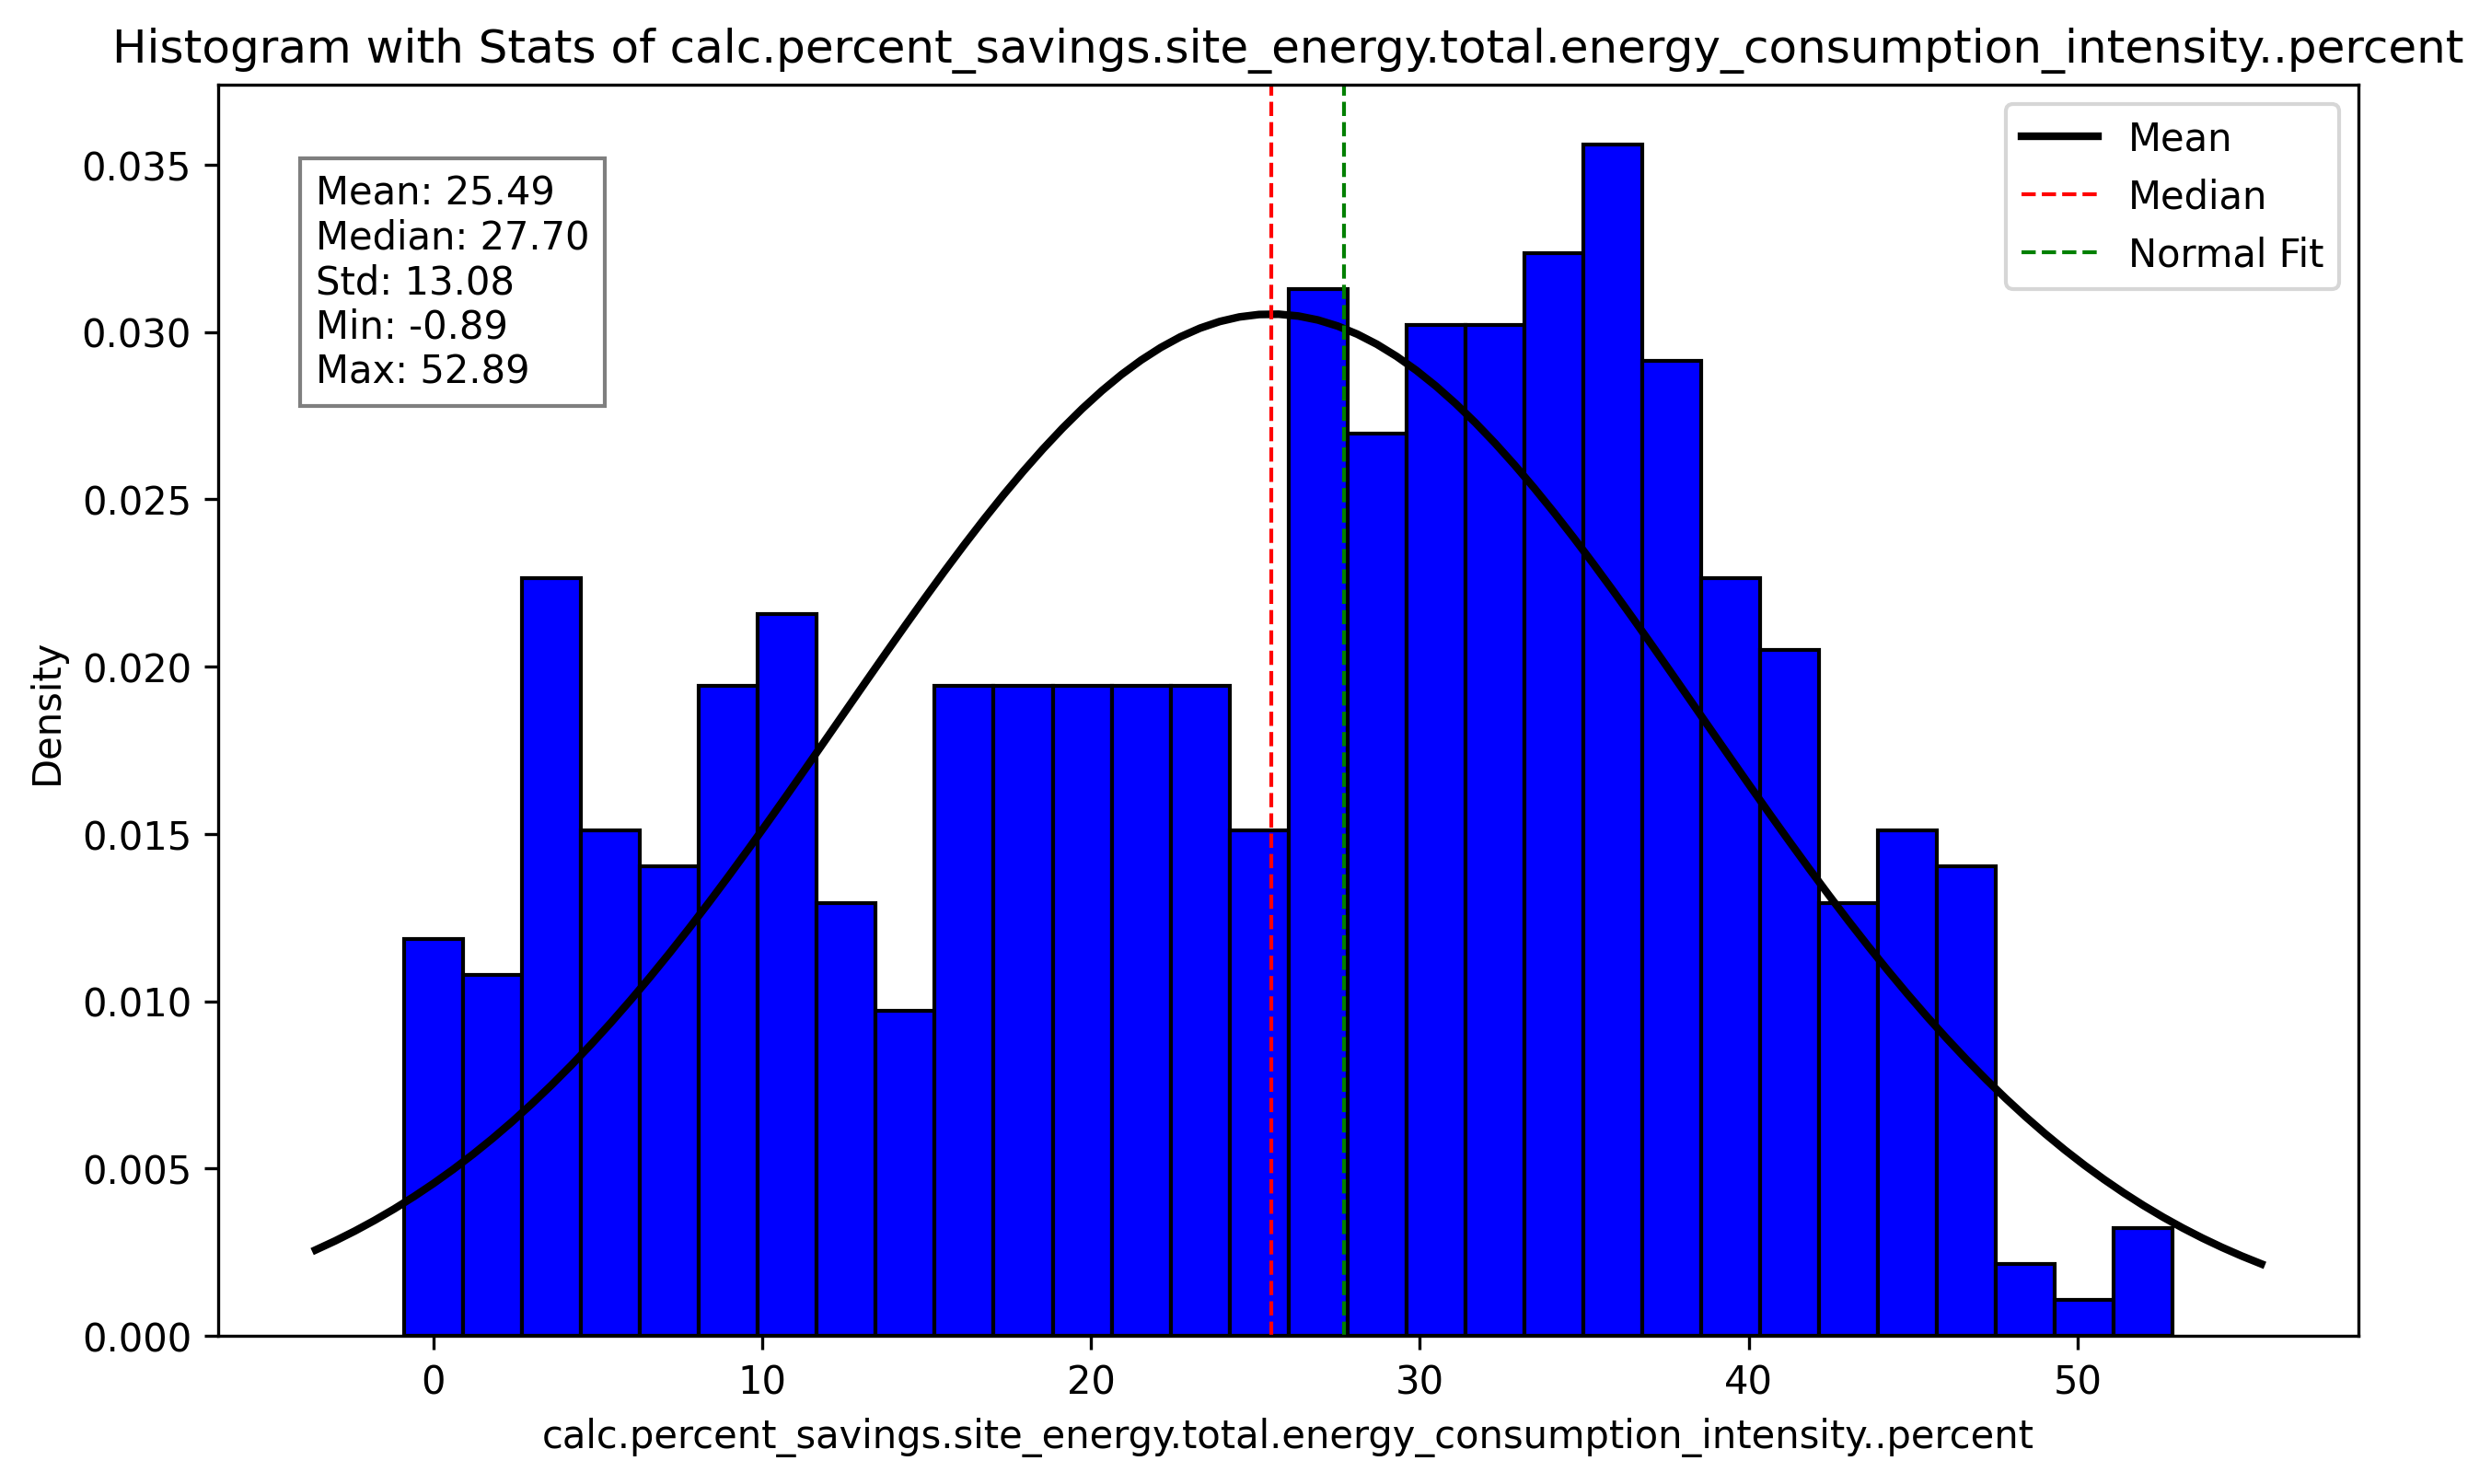 Histogram with Stats of calc.percent_savings.site_energy.total.energy_consumption_intensity..percent
Mean: 25.49
Median: 27.70
Std: 13.08
Min: -0.89
Max: 52.89
Mean
Median
Normal Fit
Density
0.035
0.030
0.025
0.020
0.015
0.010
0.005
0.000
0
10
20
30
40
50
calc.percent_savings.site_energy.total.energy_consumption_intensity..percent